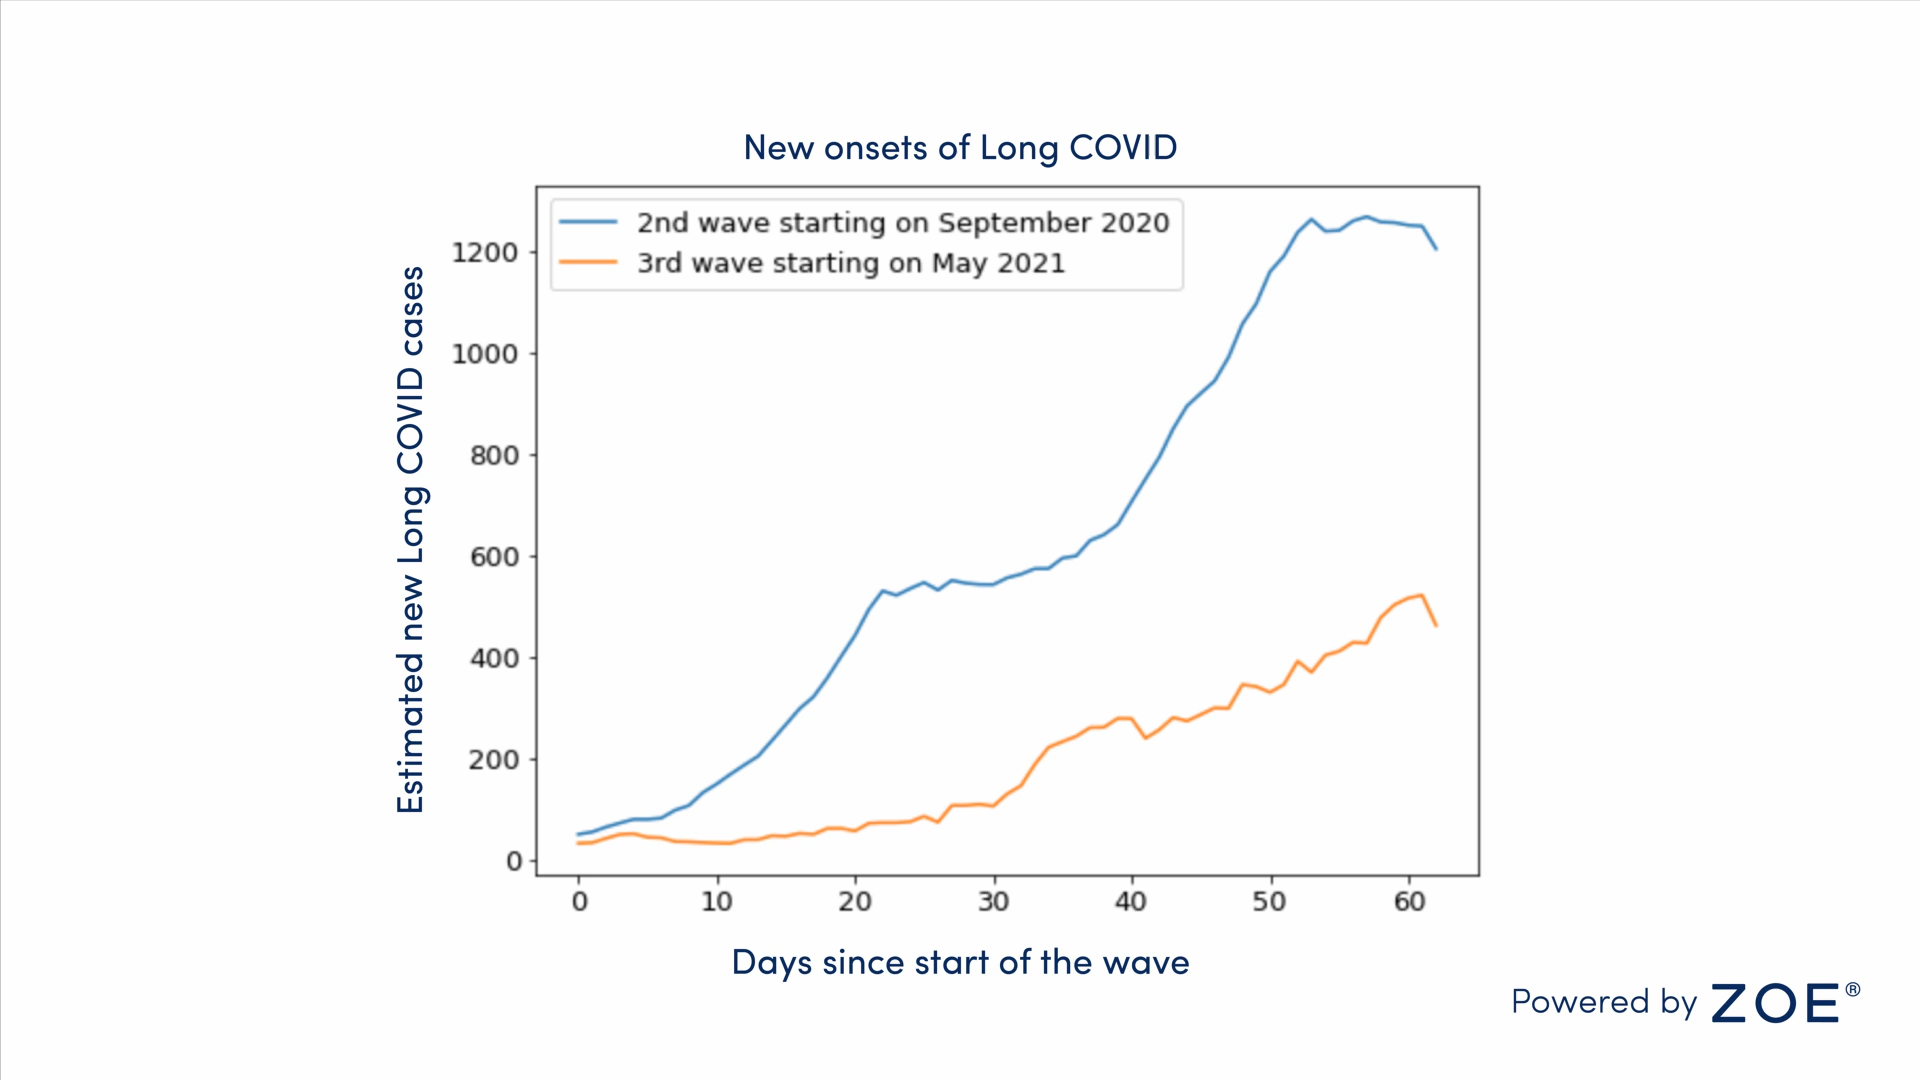 New onsets of Long COVID
2nd wave starting on September 2020
3rd wave starting on May 2021
Estimated new Long COVID cases
1200
1000
800
600
400
200
0
0 10 20 30 40 50 60
Days since start of the wave
Powered by ZOE®